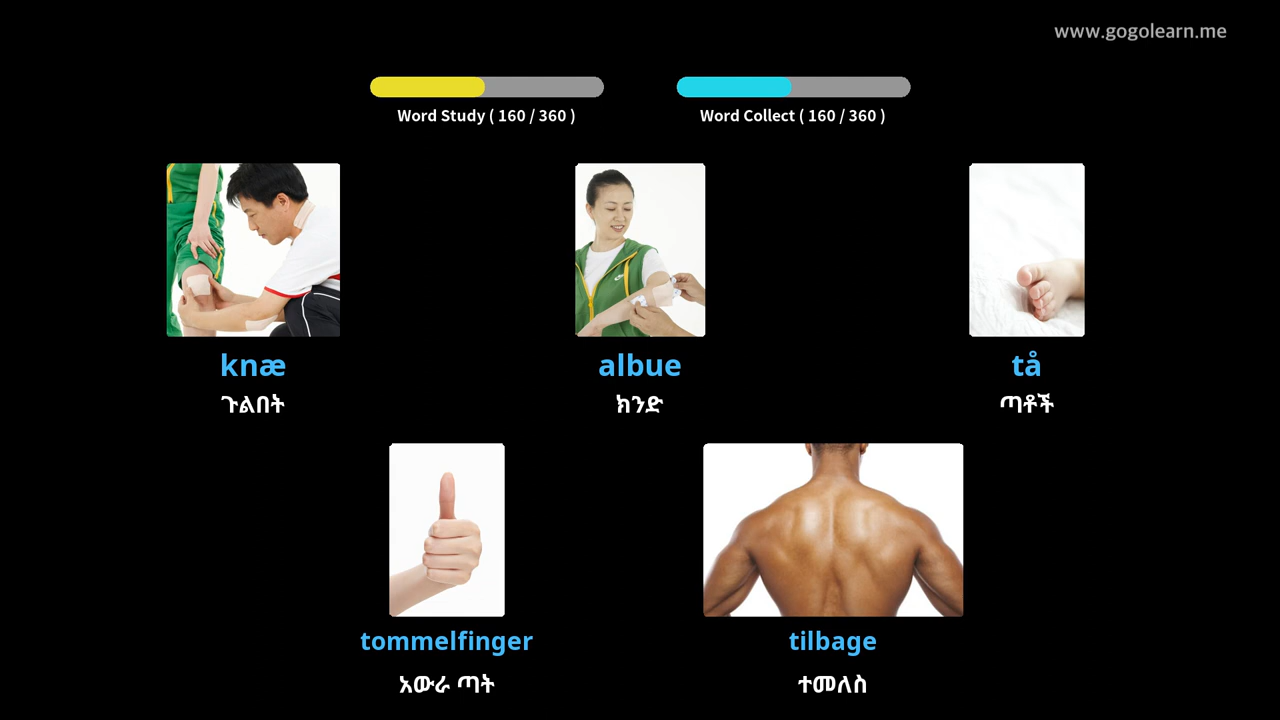 www.gogolearn.me
Word Study ( 160 / 360 )
Word Collect ( 160 / 360 )
knæ
albue
tå
ጉልበት
ክንድ
ጣቶች
tommelfinger
tilbage
አውራ ጣት
ተመለስ